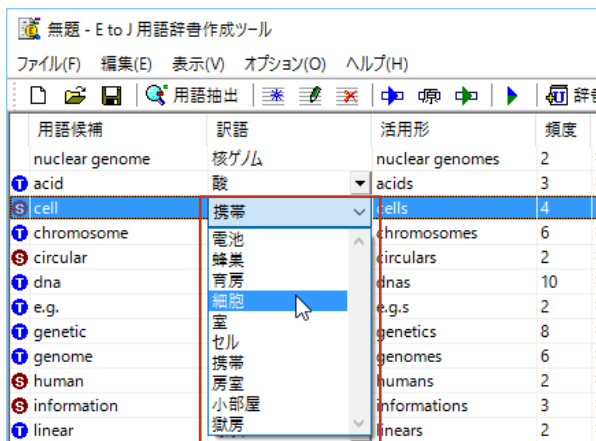 無題 - E to J 用語辞書作成ツール
ファイル(F) 編集(E) 表示(V) オプション(O) ヘルプ(H)
用語抽出 原 辞
用語候補 訳語 活用形 頻度
nuclear genome 核ゲノム nuclear genomes 2
T acid 酸 acids 3
S cell 携帯 cells 4
T chromosome 電池 chromosomes 6
S circular 蜂巣 circulars 2
T dna 育房 dnas 10
T e.g. 細胞 e.g.s 2
室
T genetic セル genetics 8
T genome 携帯 genomes 6
S human 房室 humans 2
S information 小部屋 informations 3
T linear 獄房 linears 2